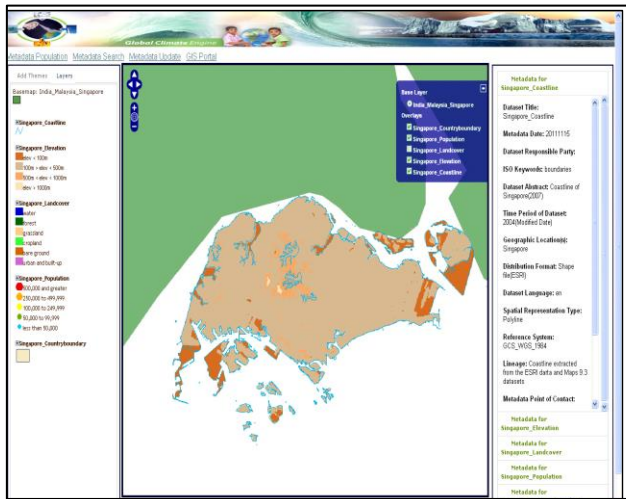 Global Climate Engine
Metadata Population Metadata Search Metadata Update GIS Portal
Add Themes Layers
Basemap: India_Malaysia_Singapore
Singapore_Coastline
Singapore_Elevation
elev < 100m
100m < elev < 500m
500m < elev < 1000m
elev > 1000m
Singapore_Landcover
water
forest
grassland
cropland
bare ground
urban and built-up
Singapore_Population
500,000 and greater
250,000 to 499,999
100,000 to 249,999
50,000 to 99,999
less than 50,000
Singapore_Countryboundary
Base Layer
India_Malaysia_Singapore
Overlays
Singapore_Countryboundary
Singapore_Population
Singapore_Landcover
Singapore_Elevation
Singapore_Coastline
Metadata for
Singapore_Coastline
Dataset Title:
Singapore_Coastline
Metadata Date: 20111115
Dataset Responsible Party:
ISO Keywords: boundaries
Dataset Abstract: Coastline of
Singapore(2007)
Time Period of Dataset:
2004(Modified Date)
Geographic Location(s):
Singapore
Distribution Format: Shape
file(ESRI)
Dataset Language: en
Spatial Representation Type:
Polyline
Reference System:
GCS_WGS_1984
Lineage: Coastline extracted
from the ESRI data and Maps 9.3
datasets
Metadata Point of Contact:
Metadata for
Singapore_Elevation
Metadata for
Singapore_Landcover
Metadata for
Singapore_Population
Metadata for